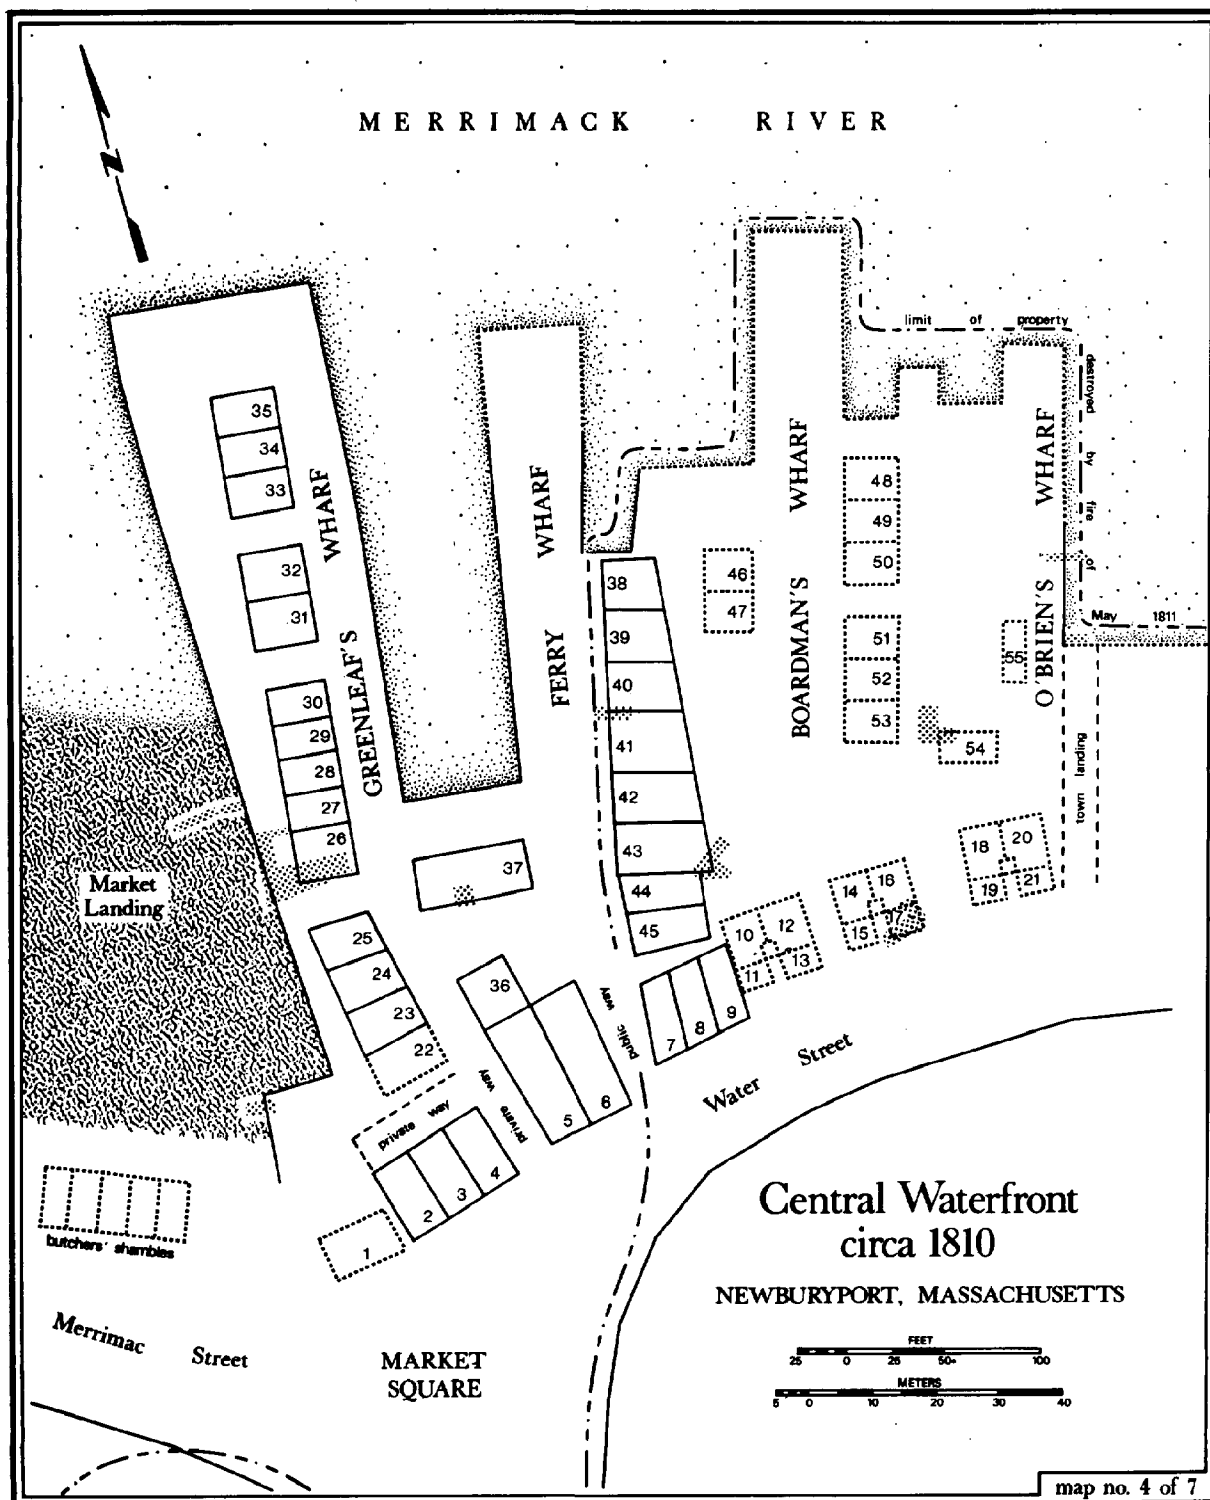 MERRIMACK RIVER
N
limit of property
destroyed by fire of
May 1811
35
34
33
32
31
30
29
28
27
26
GREENLEAF'S WHARF
FERRY WHARF
BOARDMAN'S WHARF
O'BRIEN'S WHARF
38
39
40
41
42
43
44
45
46
47
48
49
50
51
52
53
54
55
town landing
Market
Landing
37
25
24
23
22
36
10
12
11
13
14
16
15
17
18
20
19
21
public way
private way
private way
5
6
7
8
9
2
3
4
1
Water Street
butchers' shambles
Merrimac Street
MARKET
SQUARE
Central Waterfront
circa 1810
NEWBURYPORT, MASSACHUSETTS
FEET
25 0 25 50 100
METERS
5 0 10 20 30 40
map no. 4 of 7